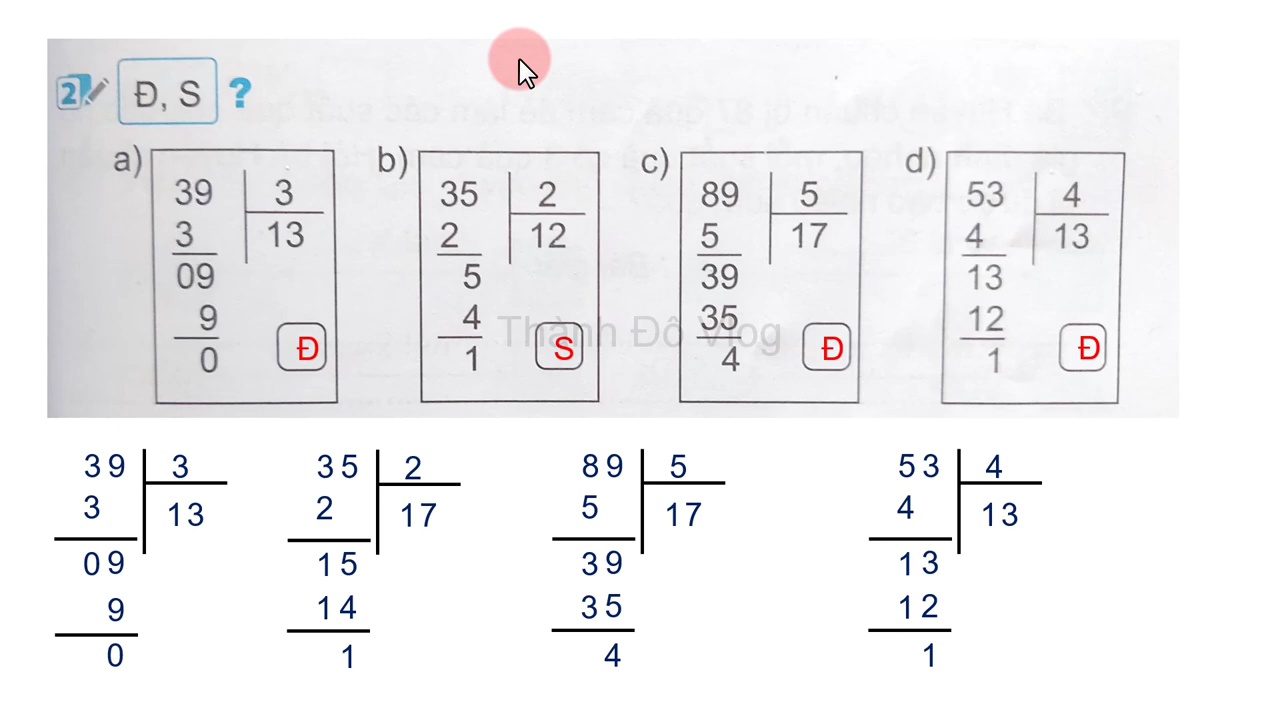 2 Đ, S ?
a) b) c) d)
39 3 35 2 89 5 53 4
3 13 2 12 5 17 4 13
09 5 39 13
9 4 35 12
Thành Đô Vlog
0 Đ 1 S 4 Đ 1 Đ
39 3 35 2 89 5 53 4
3 13 2 17 5 17 4 13
09 15 39 13
9 14 35 12
0 1 4 1